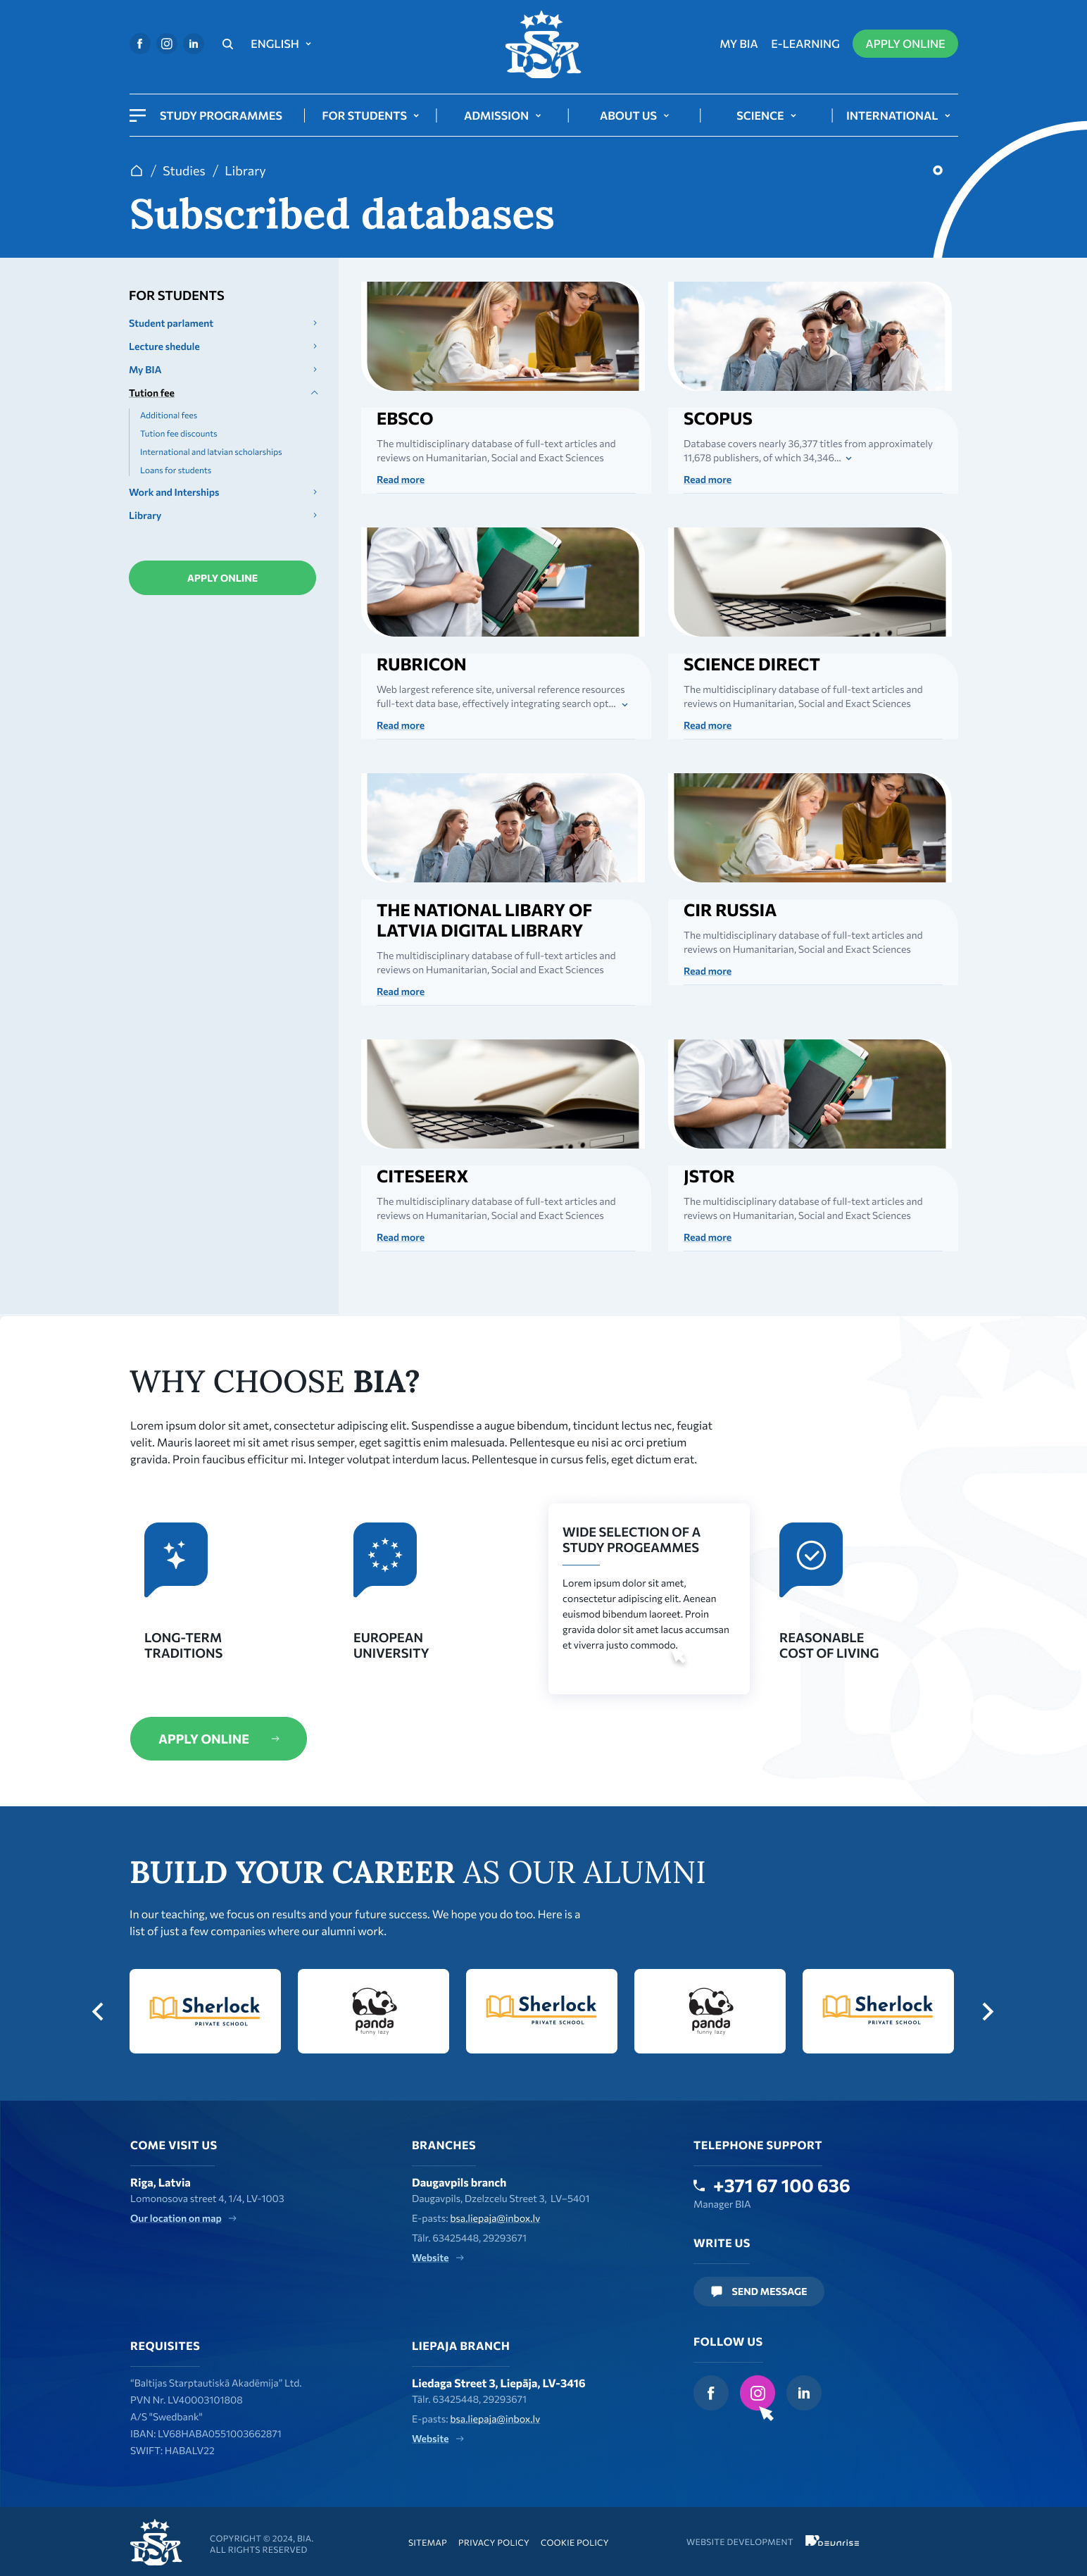 ENGLISH
BSA
MY BIA
E-LEARNING
APPLY ONLINE
STUDY PROGRAMMES
FOR STUDENTS
ADMISSION
ABOUT US
SCIENCE
INTERNATIONAL
/ Studies / Library
Subscribed databases
FOR STUDENTS
Student parlament
Lecture shedule
My BIA
Tution fee
Additional fees
Tution fee discounts
International and latvian scholarships
Loans for students
Work and Interships
Library
APPLY ONLINE
EBSCO
The multidisciplinary database of full-text articles and
reviews on Humanitarian, Social and Exact Sciences
Read more
SCOPUS
Database covers nearly 36,377 titles from approximately
11,678 publishers, of which 34,346...
Read more
RUBRICON
Web largest reference site, universal reference resources
full-text data base, effectively integrating search opt...
Read more
SCIENCE DIRECT
The multidisciplinary database of full-text articles and
reviews on Humanitarian, Social and Exact Sciences
Read more
THE NATIONAL LIBARY OF
LATVIA DIGITAL LIBRARY
The multidisciplinary database of full-text articles and
reviews on Humanitarian, Social and Exact Sciences
Read more
CIR RUSSIA
The multidisciplinary database of full-text articles and
reviews on Humanitarian, Social and Exact Sciences
Read more
CITESEERX
The multidisciplinary database of full-text articles and
reviews on Humanitarian, Social and Exact Sciences
Read more
JSTOR
The multidisciplinary database of full-text articles and
reviews on Humanitarian, Social and Exact Sciences
Read more
WHY CHOOSE BIA?
Lorem ipsum dolor sit amet, consectetur adipiscing elit. Suspendisse a augue bibendum, tincidunt lectus nec, feugiat
velit. Mauris laoreet mi sit amet risus semper, eget sagittis enim malesuada. Pellentesque eu nisi ac orci pretium
gravida. Proin faucibus efficitur mi. Integer volutpat interdum lacus. Pellentesque in cursus felis, eget dictum erat.
LONG-TERM
TRADITIONS
EUROPEAN
UNIVERSITY
WIDE SELECTION OF A
STUDY PROGEAMMES
Lorem ipsum dolor sit amet,
consectetur adipiscing elit. Aenean
euismod bibendum laoreet. Proin
gravida dolor sit amet lacus accumsan
et viverra justo commodo.
REASONABLE
COST OF LIVING
APPLY ONLINE
BUILD YOUR CAREER AS OUR ALUMNI
In our teaching, we focus on results and your future success. We hope you do too. Here is a
list of just a few companies where our alumni work.
Sherlock
PRIVATE SCHOOL
panda
funny lazy
Sherlock
PRIVATE SCHOOL
panda
funny lazy
Sherlock
PRIVATE SCHOOL
COME VISIT US
Riga, Latvia
Lomonosova street 4, 1/4, LV-1003
Our location on map
BRANCHES
Daugavpils branch
Daugavpils, Dzelzcelu Street 3, LV–5401
E-pasts: bsa.liepaja@inbox.lv
Tālr. 63425448, 29293671
Website
TELEPHONE SUPPORT
+371 67 100 636
Manager BIA
WRITE US
SEND MESSAGE
REQUISITES
"Baltijas Starptautiskā Akadēmija" Ltd.
PVN Nr. LV40003101808
A/S "Swedbank"
IBAN: LV68HABA0551003662871
SWIFT: HABALV22
LIEPAJA BRANCH
Liedaga Street 3, Liepāja, LV-3416
Tālr. 63425448, 29293671
E-pasts: bsa.liepaja@inbox.lv
Website
FOLLOW US
BSA
COPYRIGHT © 2024, BIA.
ALL RIGHTS RESERVED
SITEMAP
PRIVACY POLICY
COOKIE POLICY
WEBSITE DEVELOPMENT
Deunrise